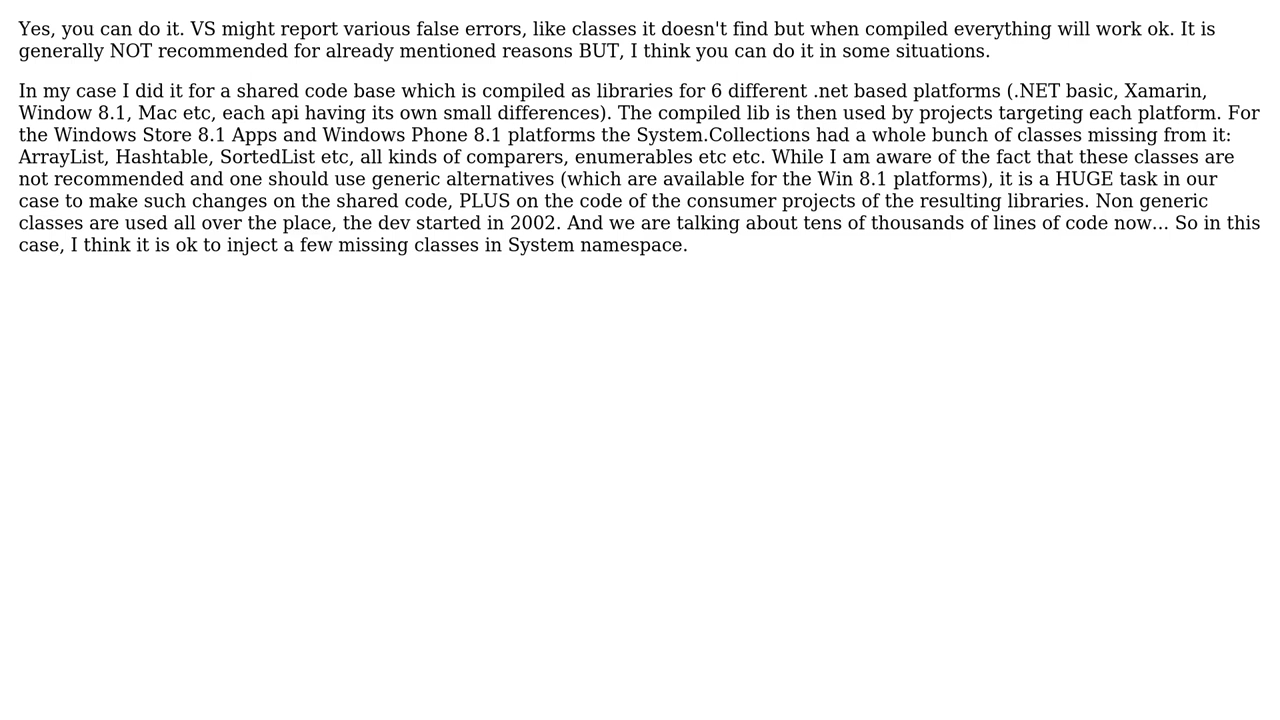 Yes, you can do it. VS might report various false errors, like classes it doesn't find but when compiled everything will work ok. It is
generally NOT recommended for already mentioned reasons BUT, I think you can do it in some situations.
In my case I did it for a shared code base which is compiled as libraries for 6 different .net based platforms (.NET basic, Xamarin,
Window 8.1, Mac etc, each api having its own small differences). The compiled lib is then used by projects targeting each platform. For
the Windows Store 8.1 Apps and Windows Phone 8.1 platforms the System.Collections had a whole bunch of classes missing from it:
ArrayList, Hashtable, SortedList etc, all kinds of comparers, enumerables etc etc. While I am aware of the fact that these classes are
not recommended and one should use generic alternatives (which are available for the Win 8.1 platforms), it is a HUGE task in our
case to make such changes on the shared code, PLUS on the code of the consumer projects of the resulting libraries. Non generic
classes are used all over the place, the dev started in 2002. And we are talking about tens of thousands of lines of code now... So in this
case, I think it is ok to inject a few missing classes in System namespace.